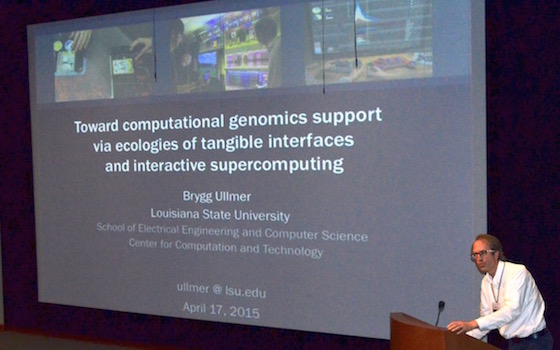 Toward computational genomics support
via ecologies of tangible interfaces
and interactive supercomputing
Brygg Ullmer
Louisiana State University
School of Electrical Engineering and Computer Science
Center for Computation and Technology
ullmer @ lsu.edu
April 17, 2015